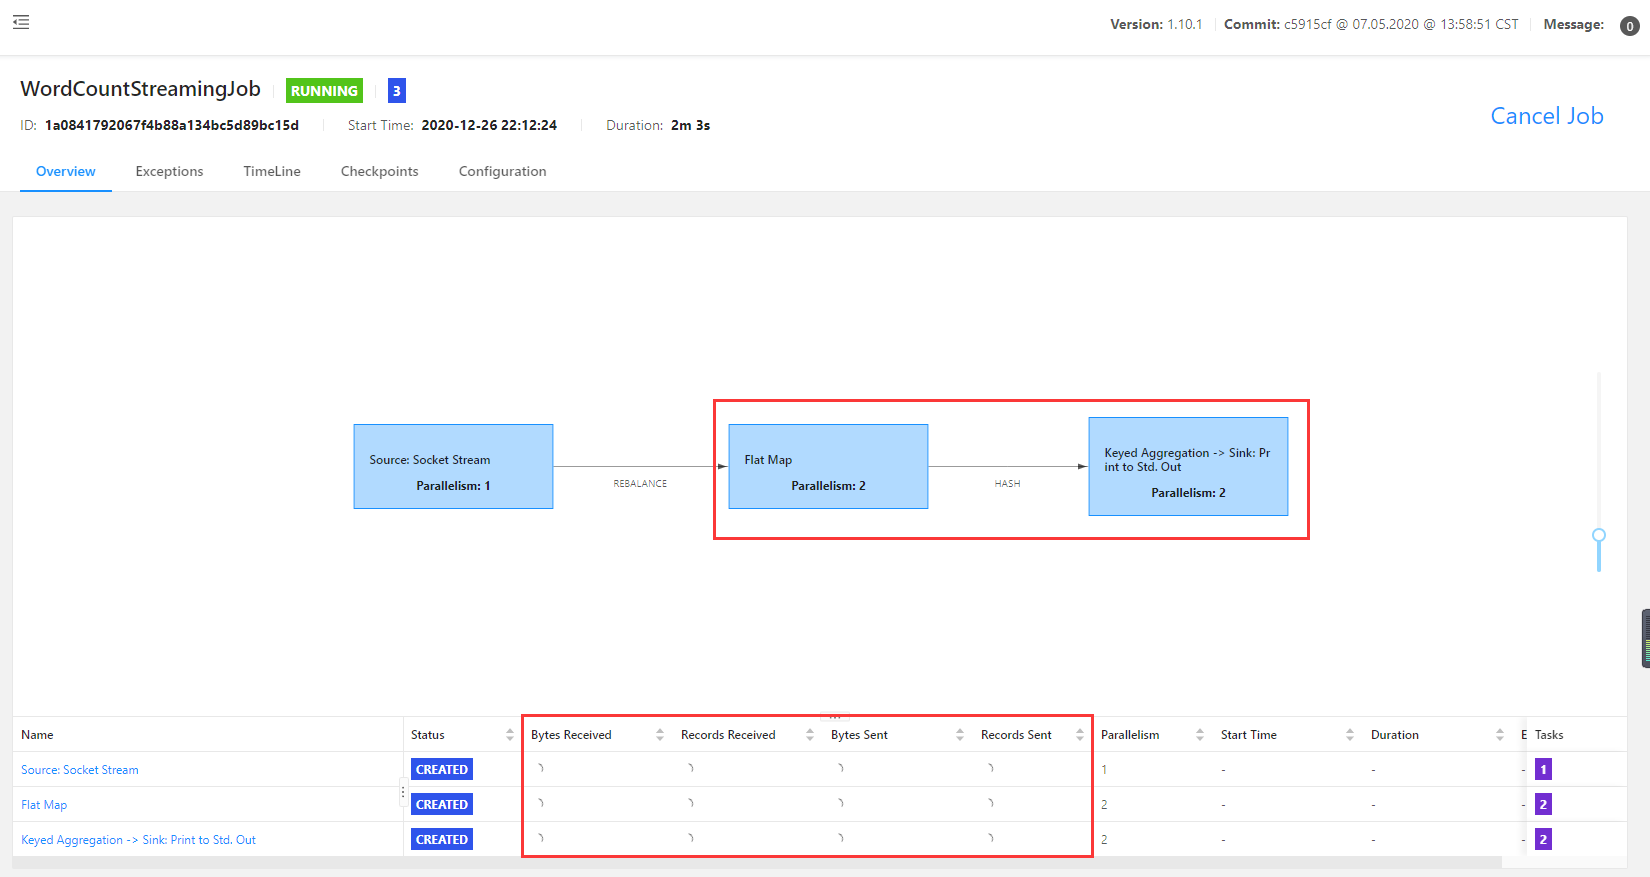 Version: 1.10.1 Commit: c5915cf @ 07.05.2020 @ 13:58:51 CST Message: 0
WordCountStreamingJob RUNNING 3
ID: 1a0841792067f4b88a134bc5d89bc15d Start Time: 2020-12-26 22:12:24 Duration: 2m 3s
Cancel Job
Overview Exceptions TimeLine Checkpoints Configuration
Source: Socket Stream
Parallelism: 1
REBALANCE
Flat Map
Parallelism: 2
HASH
Keyed Aggregation -> Sink: Pr
int to Std. Out
Parallelism: 2
Name Status Bytes Received Records Received Bytes Sent Records Sent Parallelism Start Time Duration E Tasks
Source: Socket Stream CREATED 1 - - - 1
Flat Map CREATED 2 - - - 2
Keyed Aggregation -> Sink: Print to Std. Out CREATED 2 - - - 2